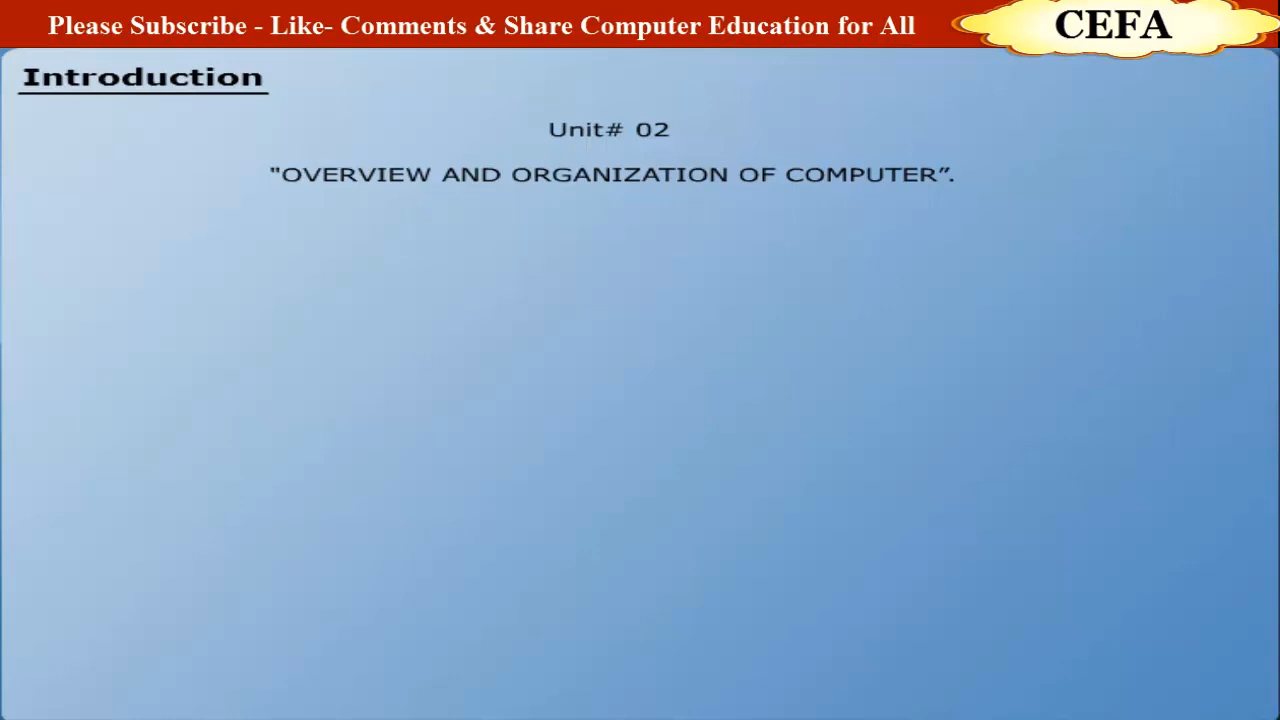 Please Subscribe - Like- Comments & Share Computer Education for All
CEFA
Introduction
Unit# 02
"OVERVIEW AND ORGANIZATION OF COMPUTER”.